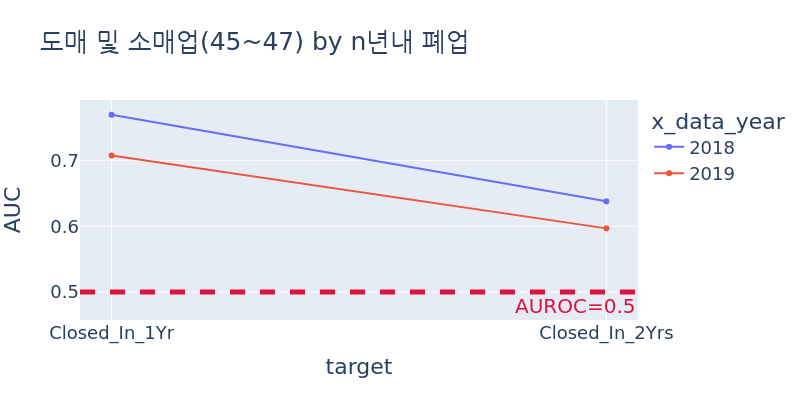 도매 및 소매업(45~47) by n년내 폐업
x_data_year
2018
2019
AUC
0.7
0.6
0.5
AUROC=0.5
Closed_In_1Yr
Closed_In_2Yrs
target